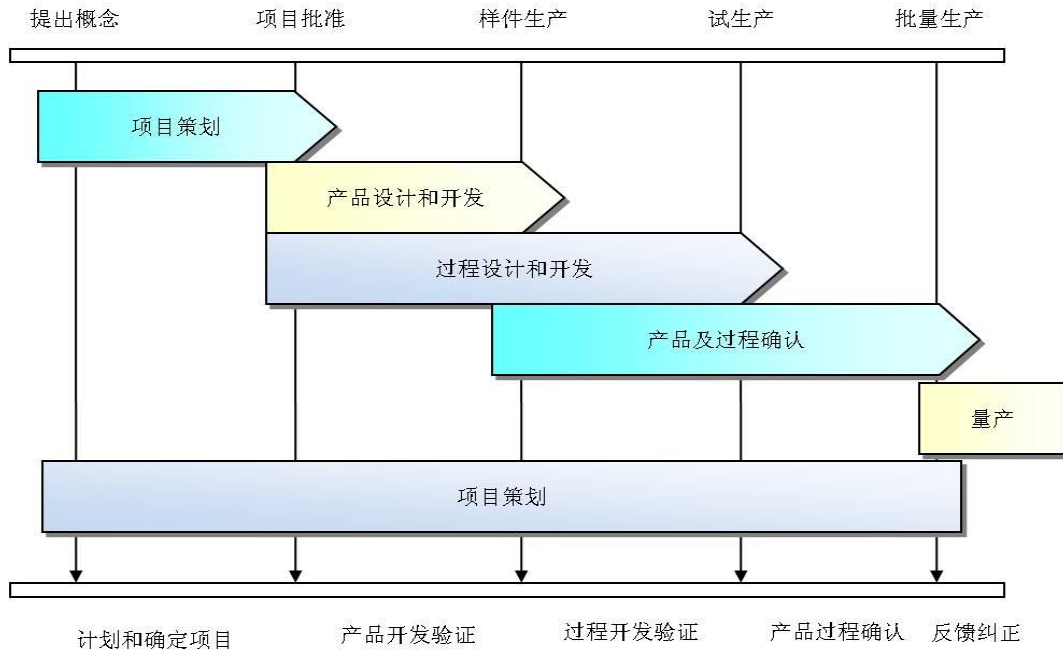 提出概念
项目批准
样件生产
试生产
批量生产
项目策划
产品设计和开发
过程设计和开发
产品及过程确认
量产
项目策划
计划和确定项目
产品开发验证
过程开发验证
产品过程确认
反馈纠正